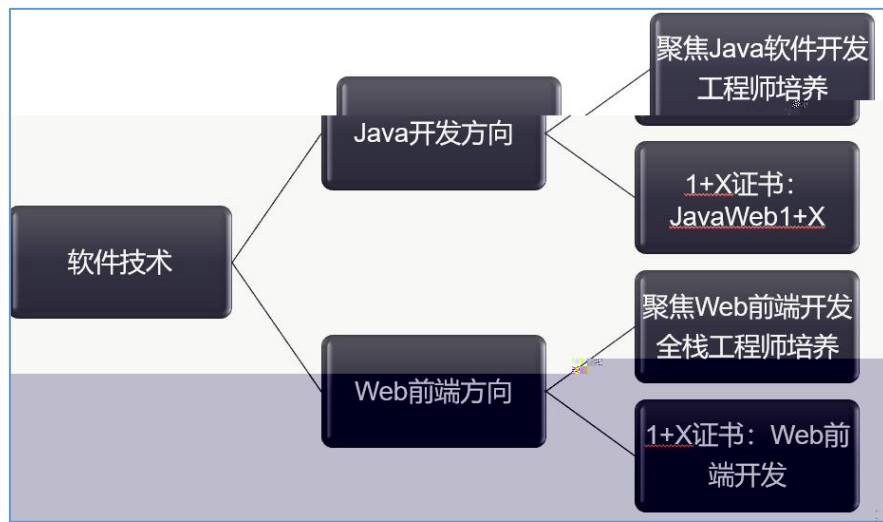 软件技术
Java开发方向
聚焦Java软件开发
工程师培养
1+X证书：
JavaWeb1+X
Web前端方向
聚焦Web前端开发
全栈工程师培养
1+X证书：Web前
端开发